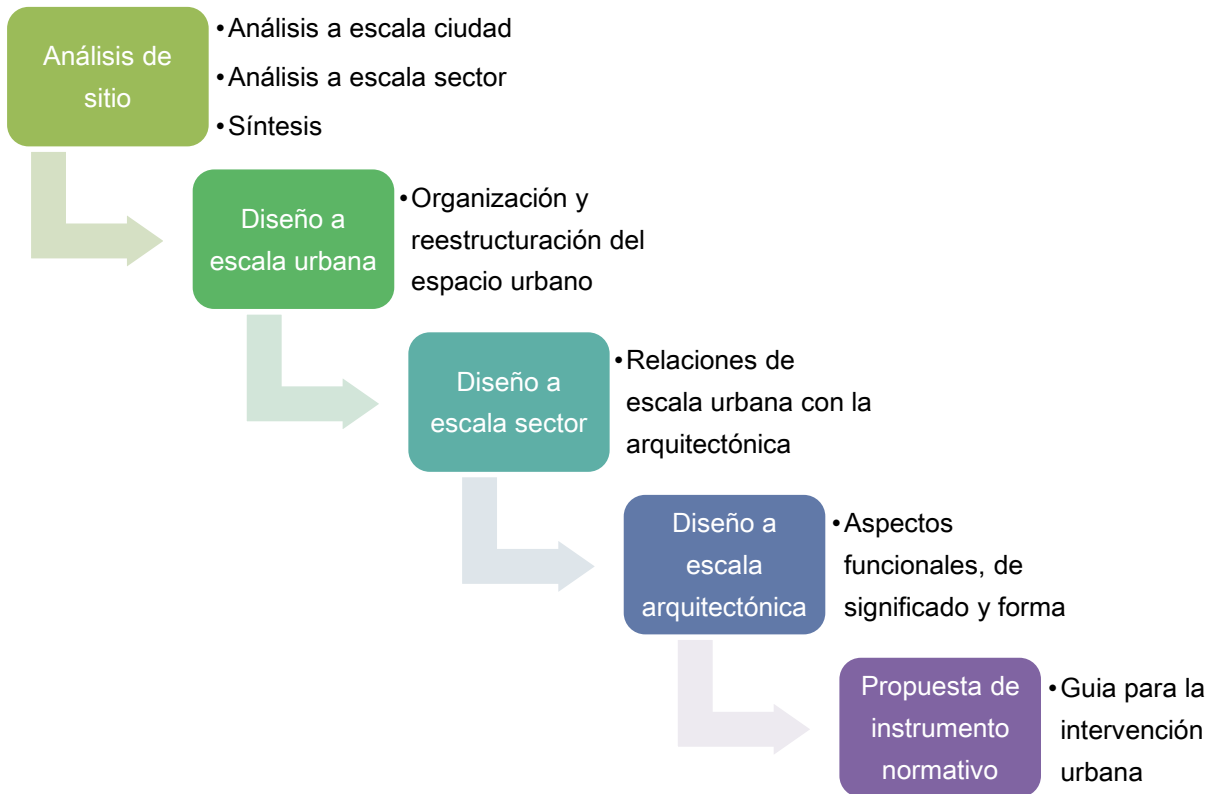 Análisis de
sitio
•Análisis a escala ciudad
•Análisis a escala sector
•Síntesis
Diseño a
escala urbana
•Organización y
reestructuración del
espacio urbano
Diseño a
escala sector
•Relaciones de
escala urbana con la
arquitectónica
Diseño a
escala
arquitectónica
•Aspectos
funcionales, de
significado y forma
Propuesta de
instrumento
normativo
•Guia para la
intervención
urbana